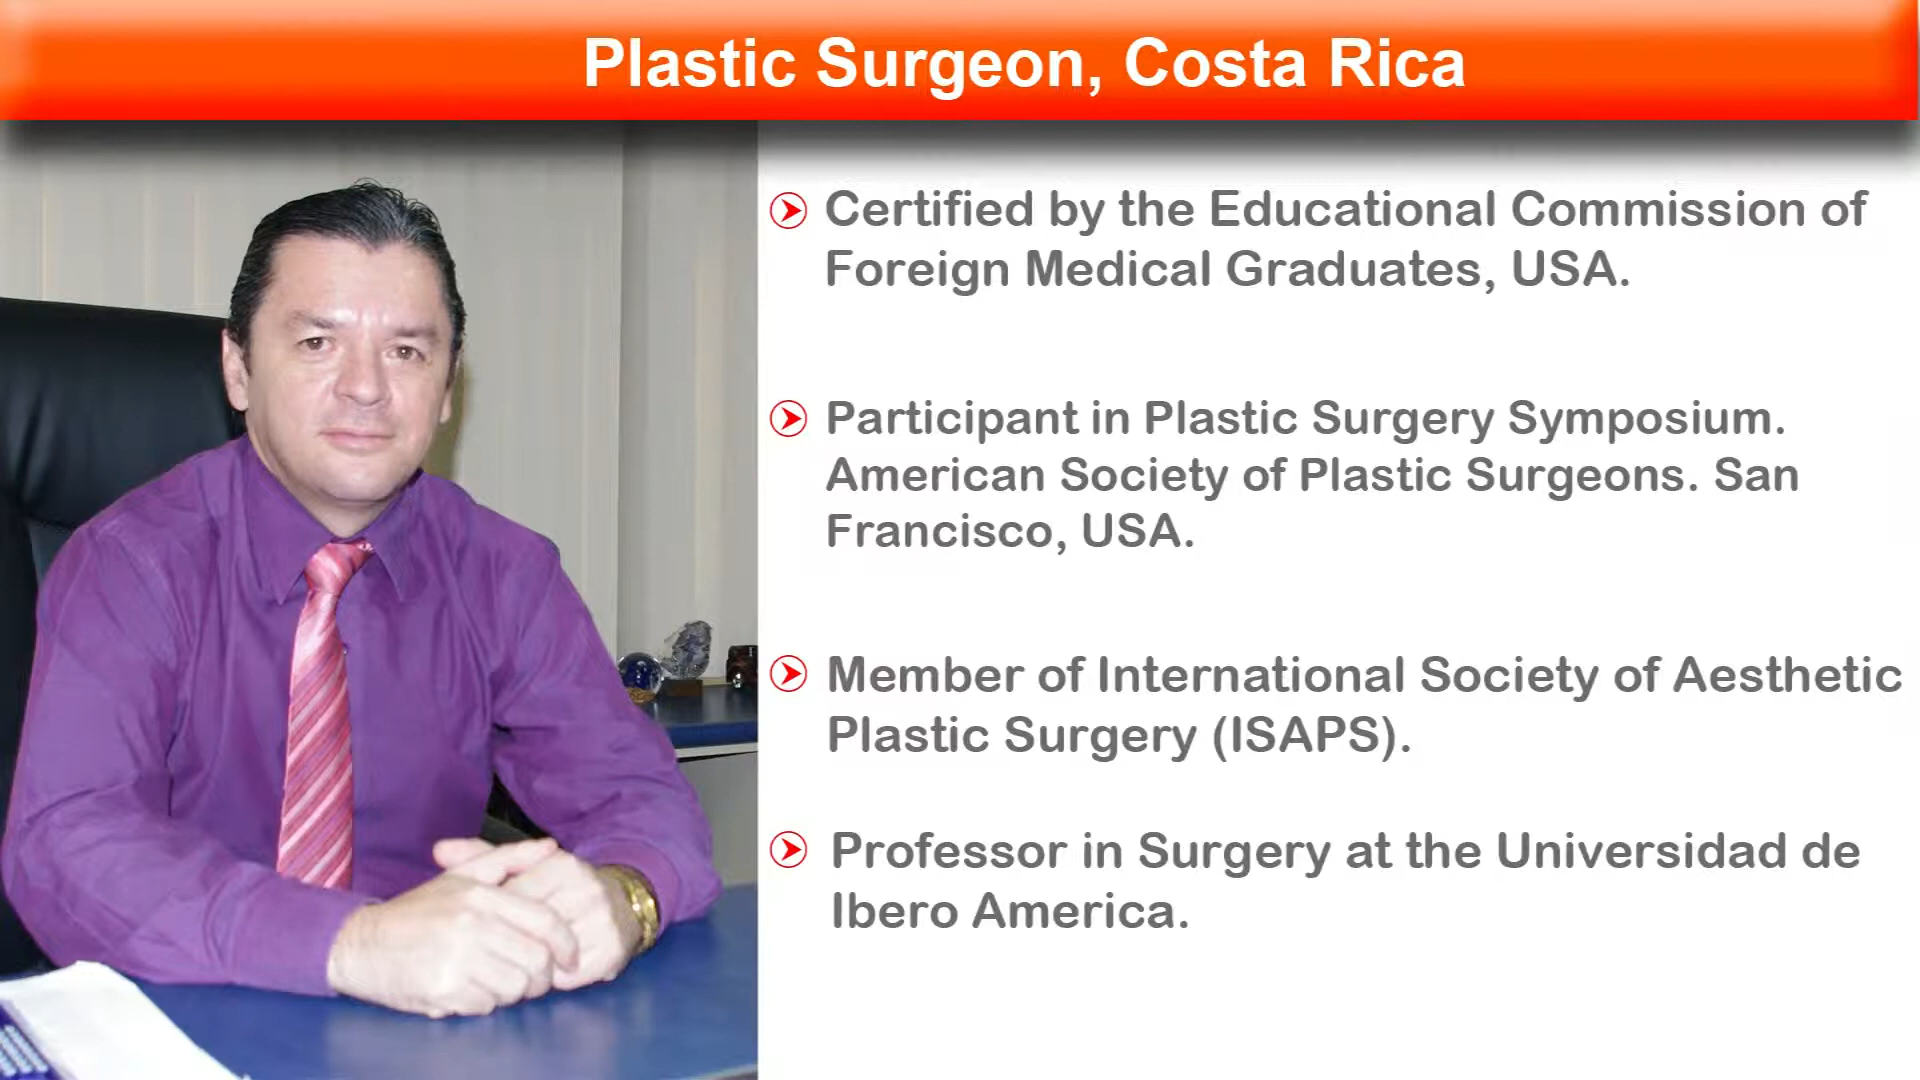 Plastic Surgeon, Costa Rica
Certified by the Educational Commission of
Foreign Medical Graduates, USA.
Participant in Plastic Surgery Symposium.
American Society of Plastic Surgeons. San
Francisco, USA.
Member of International Society of Aesthetic
Plastic Surgery (ISAPS).
Professor in Surgery at the Universidad de
Ibero America.